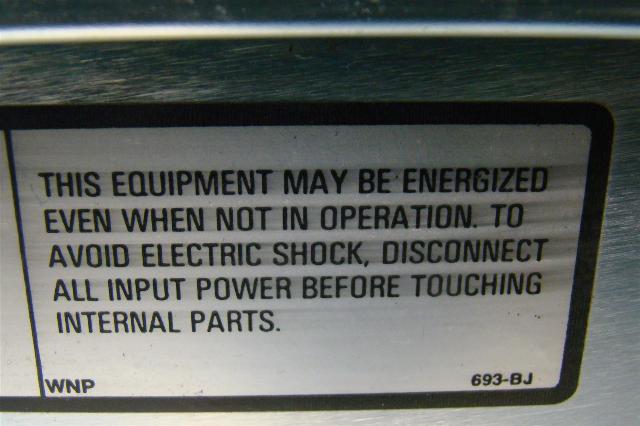 THIS EQUIPMENT MAY BE ENERGIZED
EVEN WHEN NOT IN OPERATION. TO
AVOID ELECTRIC SHOCK, DISCONNECT
ALL INPUT POWER BEFORE TOUCHING
INTERNAL PARTS.
WNP 693-BJ